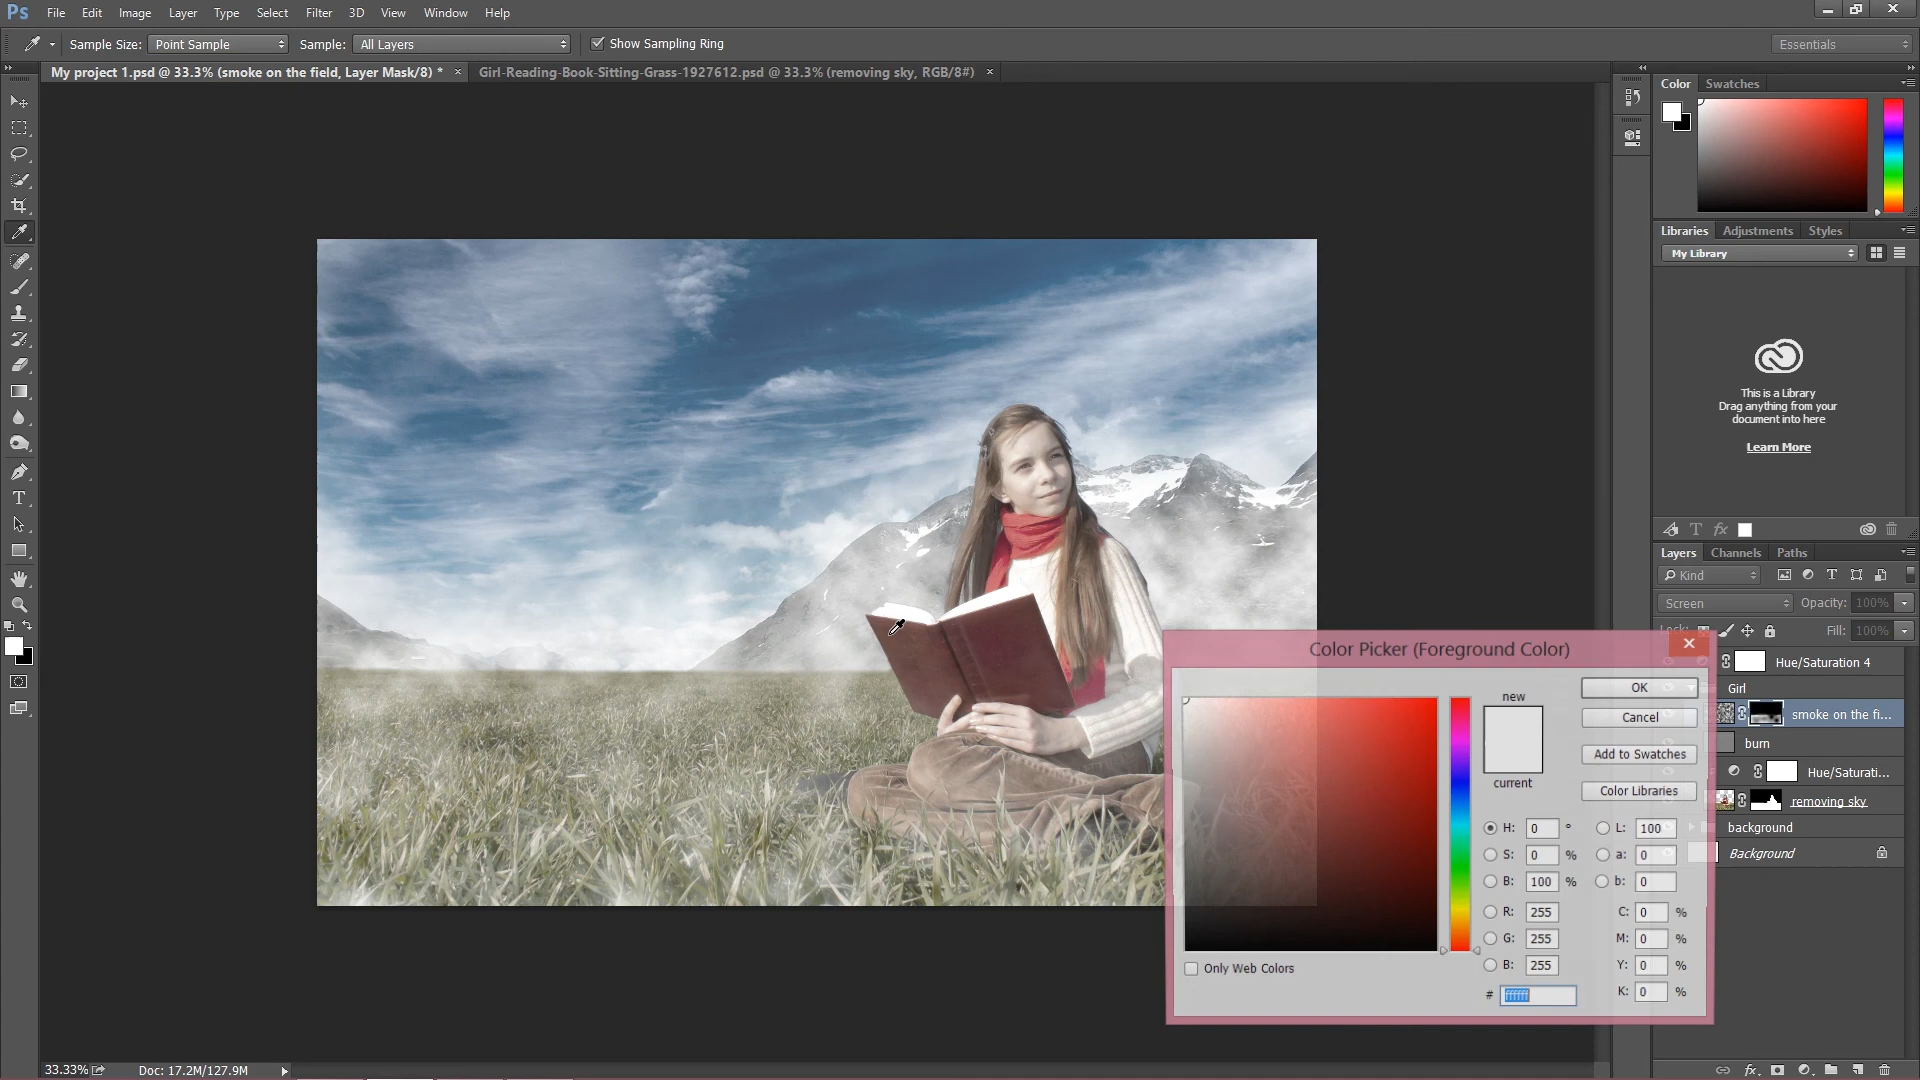 Ps File Edit Image Layer Type Select Filter 3D View Window Help
Sample Size: Point Sample Sample: All Layers Show Sampling Ring Essentials
My project 1.psd @ 33.3% (smoke on the field, Layer Mask/8) * × Girl-Reading-Book-Sitting-Grass-1927612.psd @ 33.3% (removing sky, RGB/8#) ×
Color Swatches
Libraries Adjustments Styles
My Library
This is a Library
Drag anything from your
document into here
Learn More
Layers Channels Paths
Kind
Screen Opacity: 100%
Lock: Fill: 100%
Hue/Saturation 4
Girl
smoke on the fi...
burn
Hue/Saturati...
removing sky
background
Background
Color Picker (Foreground Color)
new
current
OK
Cancel
Add to Swatches
Color Libraries
H: 0 ° L: 100
S: 0 % a: 0
B: 100 % b: 0
R: 255 C: 0 %
G: 255 M: 0 %
B: 255 Y: 0 %
# ffffff K: 0 %
Only Web Colors
33.33% Doc: 17.2M/127.9M